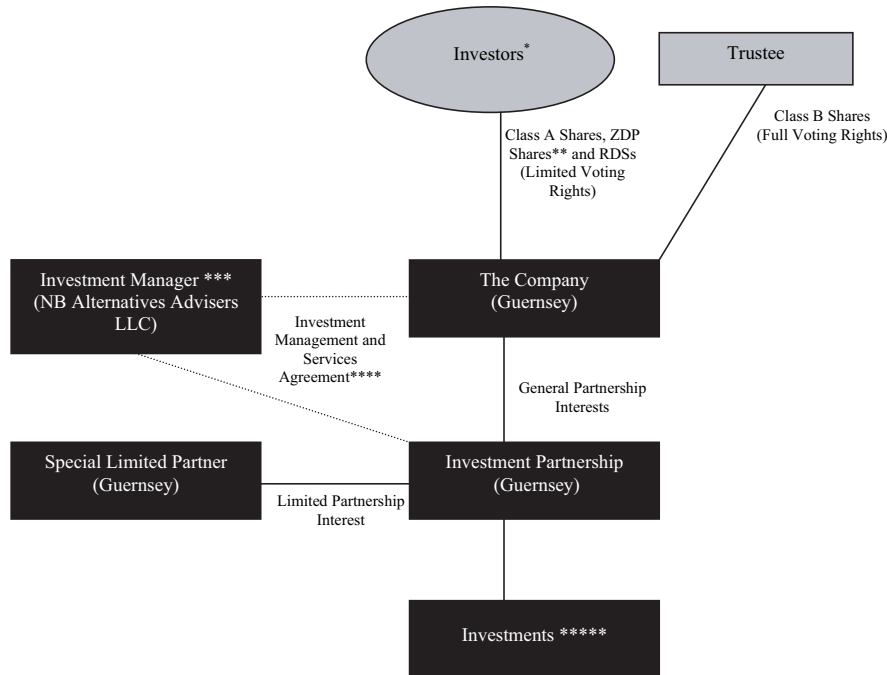 Investors*
Trustee
Class A Shares, ZDP
Shares** and RDSs
(Limited Voting
Rights)
Class B Shares
(Full Voting Rights)
Investment Manager ***
(NB Alternatives Advisers
LLC)
The Company
(Guernsey)
Investment
Management and
Services
Agreement****
General Partnership
Interests
Special Limited Partner
(Guernsey)
Limited Partnership
Interest
Investment Partnership
(Guernsey)
Investments *****